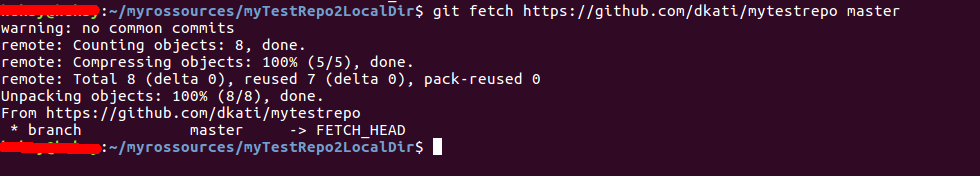 :~/myrossources/myTestRepo2LocalDir$ git fetch https://github.com/dkati/mytestrepo master
warning: no common commits
remote: Counting objects: 8, done.
remote: Compressing objects: 100% (5/5), done.
remote: Total 8 (delta 0), reused 7 (delta 0), pack-reused 0
Unpacking objects: 100% (8/8), done.
From https://github.com/dkati/mytestrepo
 * branch            master     -> FETCH_HEAD
:~/myrossources/myTestRepo2LocalDir$